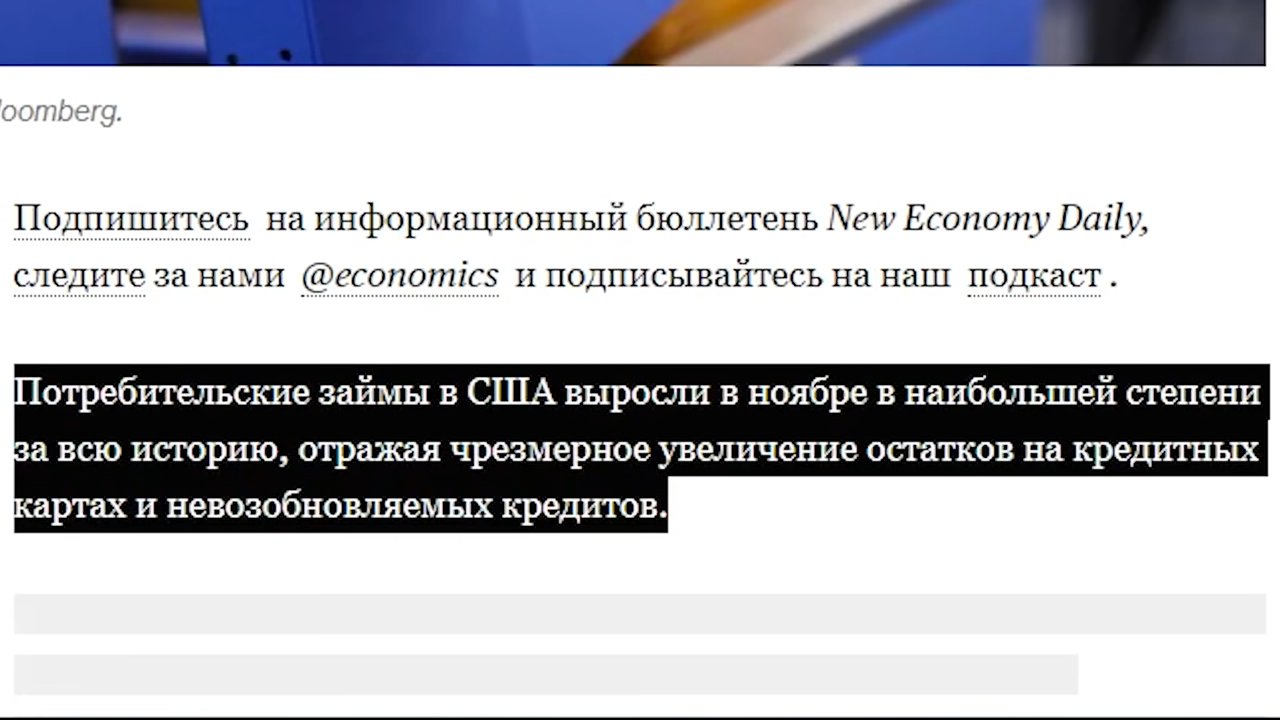 loomberg.
Подпишитесь на информационный бюллетень New Economy Daily,
следите за нами @economics и подписывайтесь на наш подкаст .
Потребительские займы в США выросли в ноябре в наибольшей степени
за всю историю, отражая чрезмерное увеличение остатков на кредитных
картах и невозобновляемых кредитов.